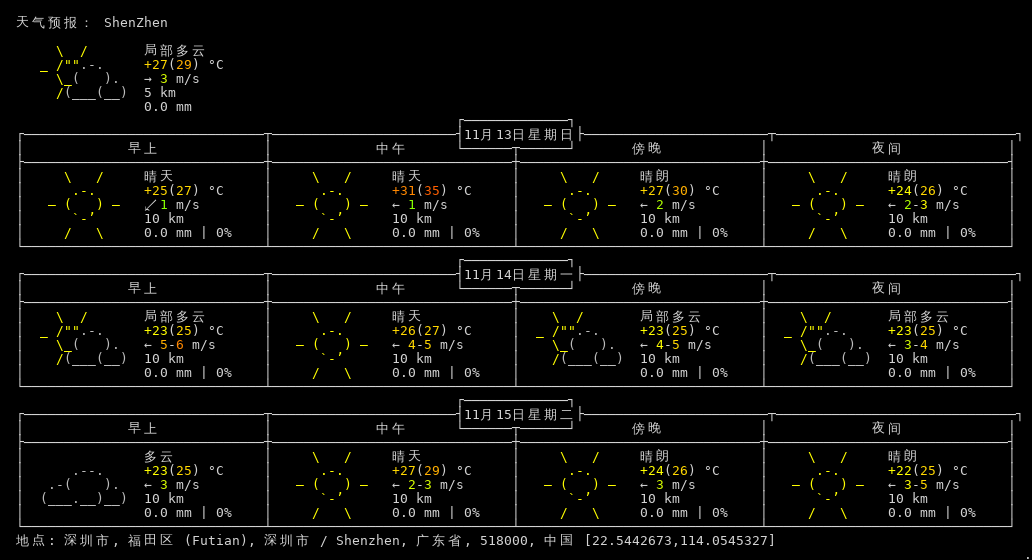 天气预报： ShenZhen
局部多云
+27(29) °C
→ 3 m/s
5 km
0.0 mm
11月13日星期日
早上 中午 傍晚 夜间
晴天 晴天 晴朗 晴朗
+25(27) °C +31(35) °C +27(30) °C +24(26) °C
↙ 1 m/s ← 1 m/s ← 2 m/s ← 2-3 m/s
10 km 10 km 10 km 10 km
0.0 mm | 0% 0.0 mm | 0% 0.0 mm | 0% 0.0 mm | 0%
11月14日星期一
早上 中午 傍晚 夜间
局部多云 晴天 局部多云 局部多云
+23(25) °C +26(27) °C +23(25) °C +23(25) °C
← 5-6 m/s ← 4-5 m/s ← 4-5 m/s ← 3-4 m/s
10 km 10 km 10 km 10 km
0.0 mm | 0% 0.0 mm | 0% 0.0 mm | 0% 0.0 mm | 0%
11月15日星期二
早上 中午 傍晚 夜间
多云 晴天 晴朗 晴朗
+23(25) °C +27(29) °C +24(26) °C +22(25) °C
← 3 m/s ← 2-3 m/s ← 3 m/s ← 3-5 m/s
10 km 10 km 10 km 10 km
0.0 mm | 0% 0.0 mm | 0% 0.0 mm | 0% 0.0 mm | 0%
地点: 深圳市, 福田区 (Futian), 深圳市 / Shenzhen, 广东省, 518000, 中国 [22.5442673,114.0545327]